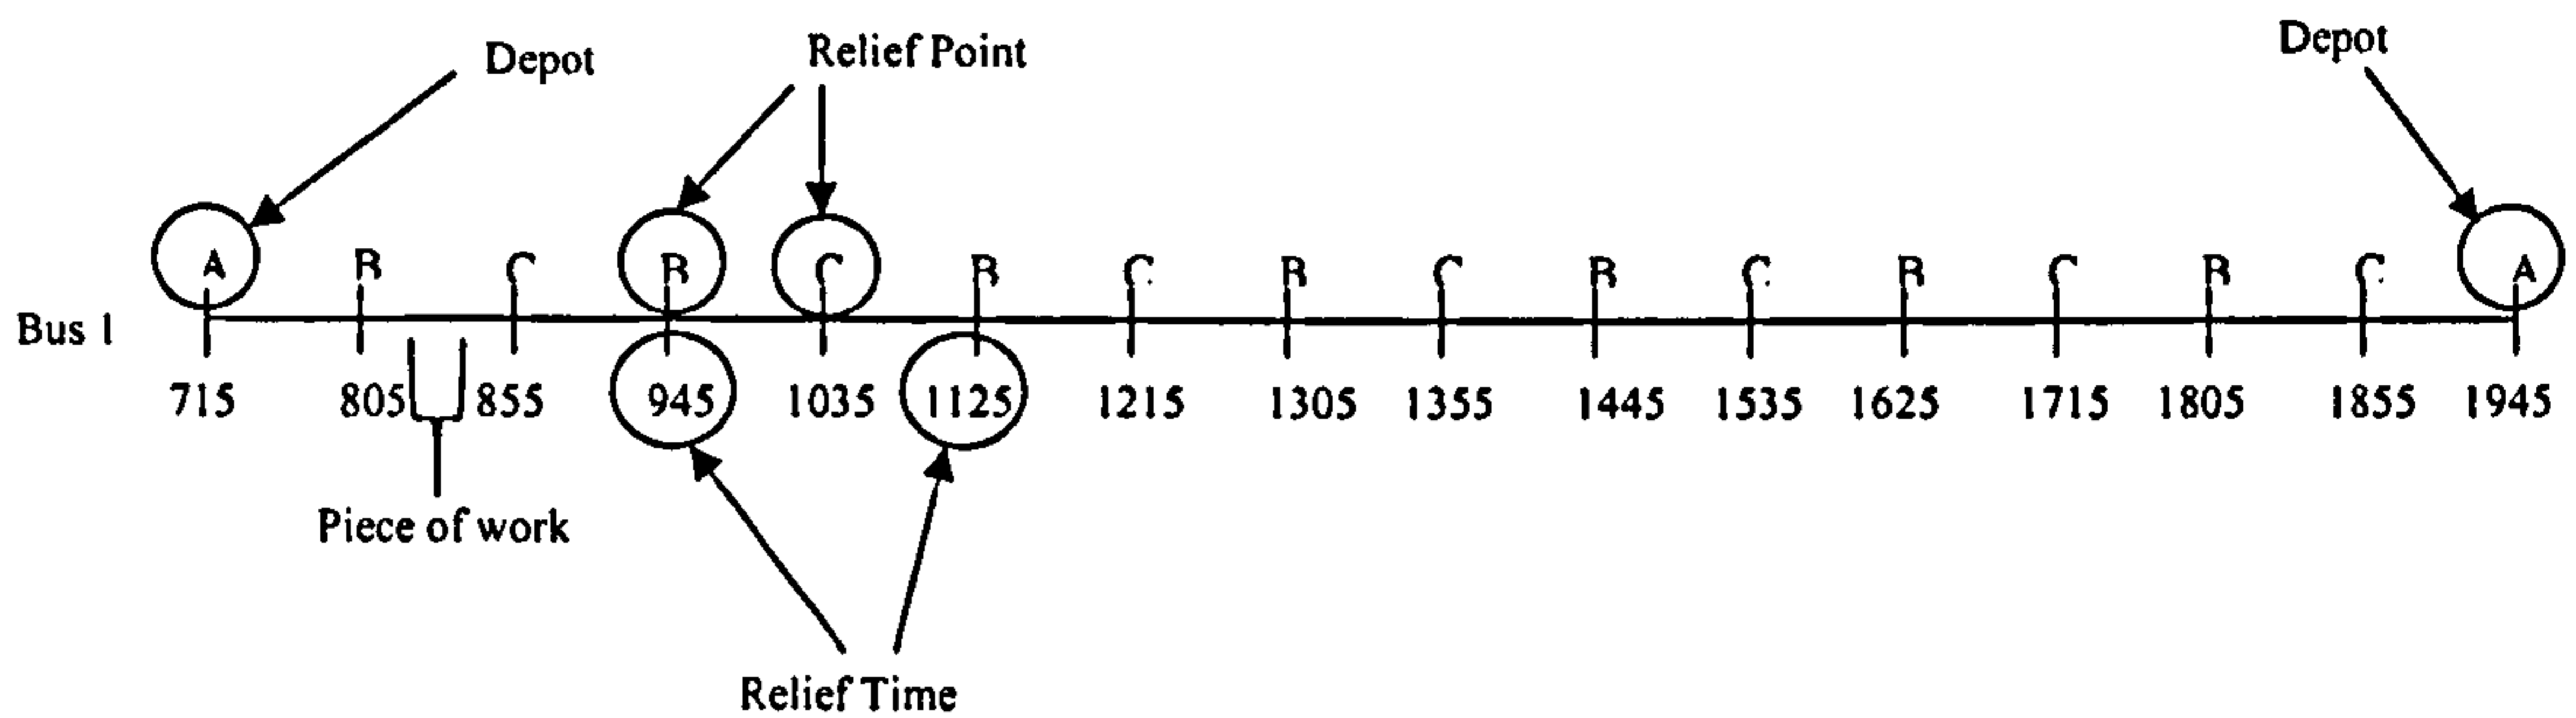 Depot Relief Point Depot
A B C B C B C B C B C B C B C A
Bus 1
715 805 855 945 1035 1125 1215 1305 1355 1445 1535 1625 1715 1805 1855 1945
Piece of work
Relief Time